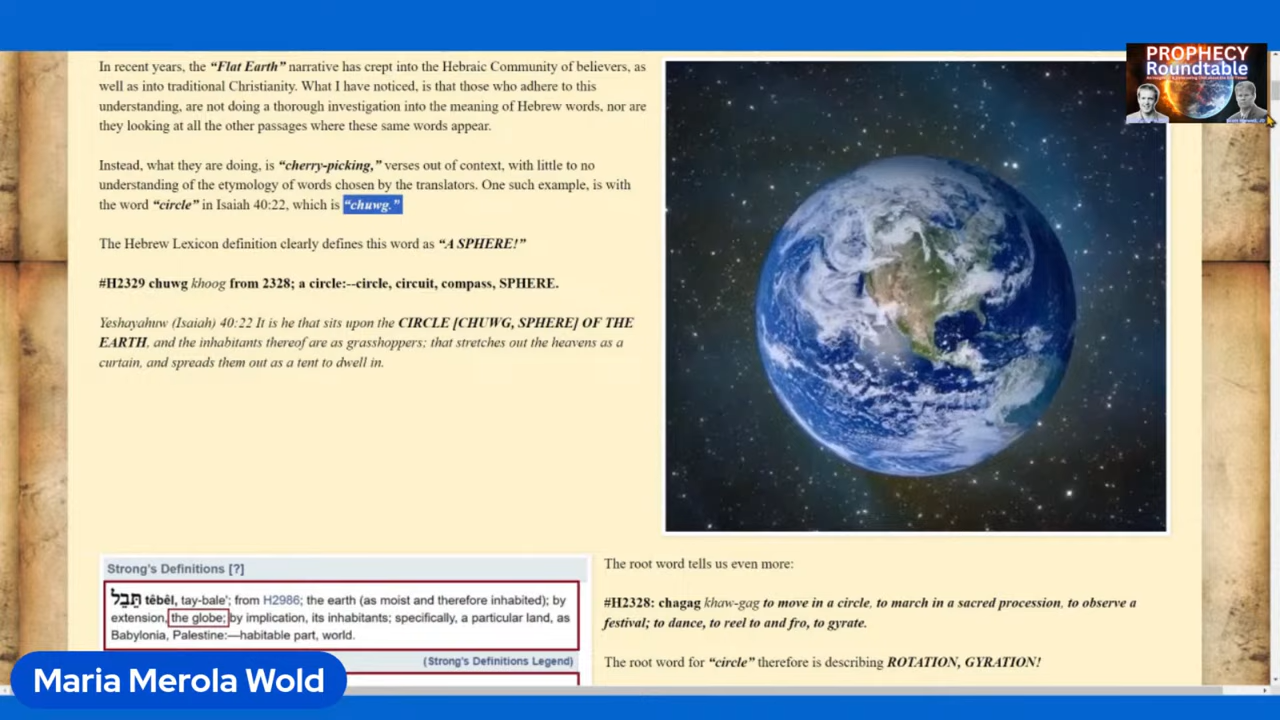 PROPHECY
Roundtable
In recent years, the “Flat Earth” narrative has crept into the Hebraic Community of believers, as
well as into traditional Christianity. What I have noticed, is that those who adhere to this
understanding, are not doing a thorough investigation into the meaning of Hebrew words, nor are
they looking at all the other passages where these same words appear.
Instead, what they are doing, is “cherry-picking,” verses out of context, with little to no
understanding of the etymology of words chosen by the translators. One such example, is with
the word “circle” in Isaiah 40:22, which is “chuwg.”
The Hebrew Lexicon definition clearly defines this word as “A SPHERE!”
#H2329 chuwg khoog from 2328; a circle:--circle, circuit, compass, SPHERE.
Yeshayahuw (Isaiah) 40:22 It is he that sits upon the CIRCLE [CHUWG, SPHERE] OF THE
EARTH, and the inhabitants thereof are as grasshoppers; that stretches out the heavens as a
curtain, and spreads them out as a tent to dwell in.
Strong's Definitions [?]
תֵּבֵל têbêl, tay-bale'; from H2986; the earth (as moist and therefore inhabited); by
extension, the globe; by implication, its inhabitants; specifically, a particular land, as
Babylonia, Palestine:—habitable part, world.
(Strong's Definitions Legend)
The root word tells us even more:
#H2328: chagag khaw-gag to move in a circle, to march in a sacred procession, to observe a
festival; to dance, to reel to and fro, to gyrate.
The root word for “circle” therefore is describing ROTATION, GYRATION!
Maria Merola Wold